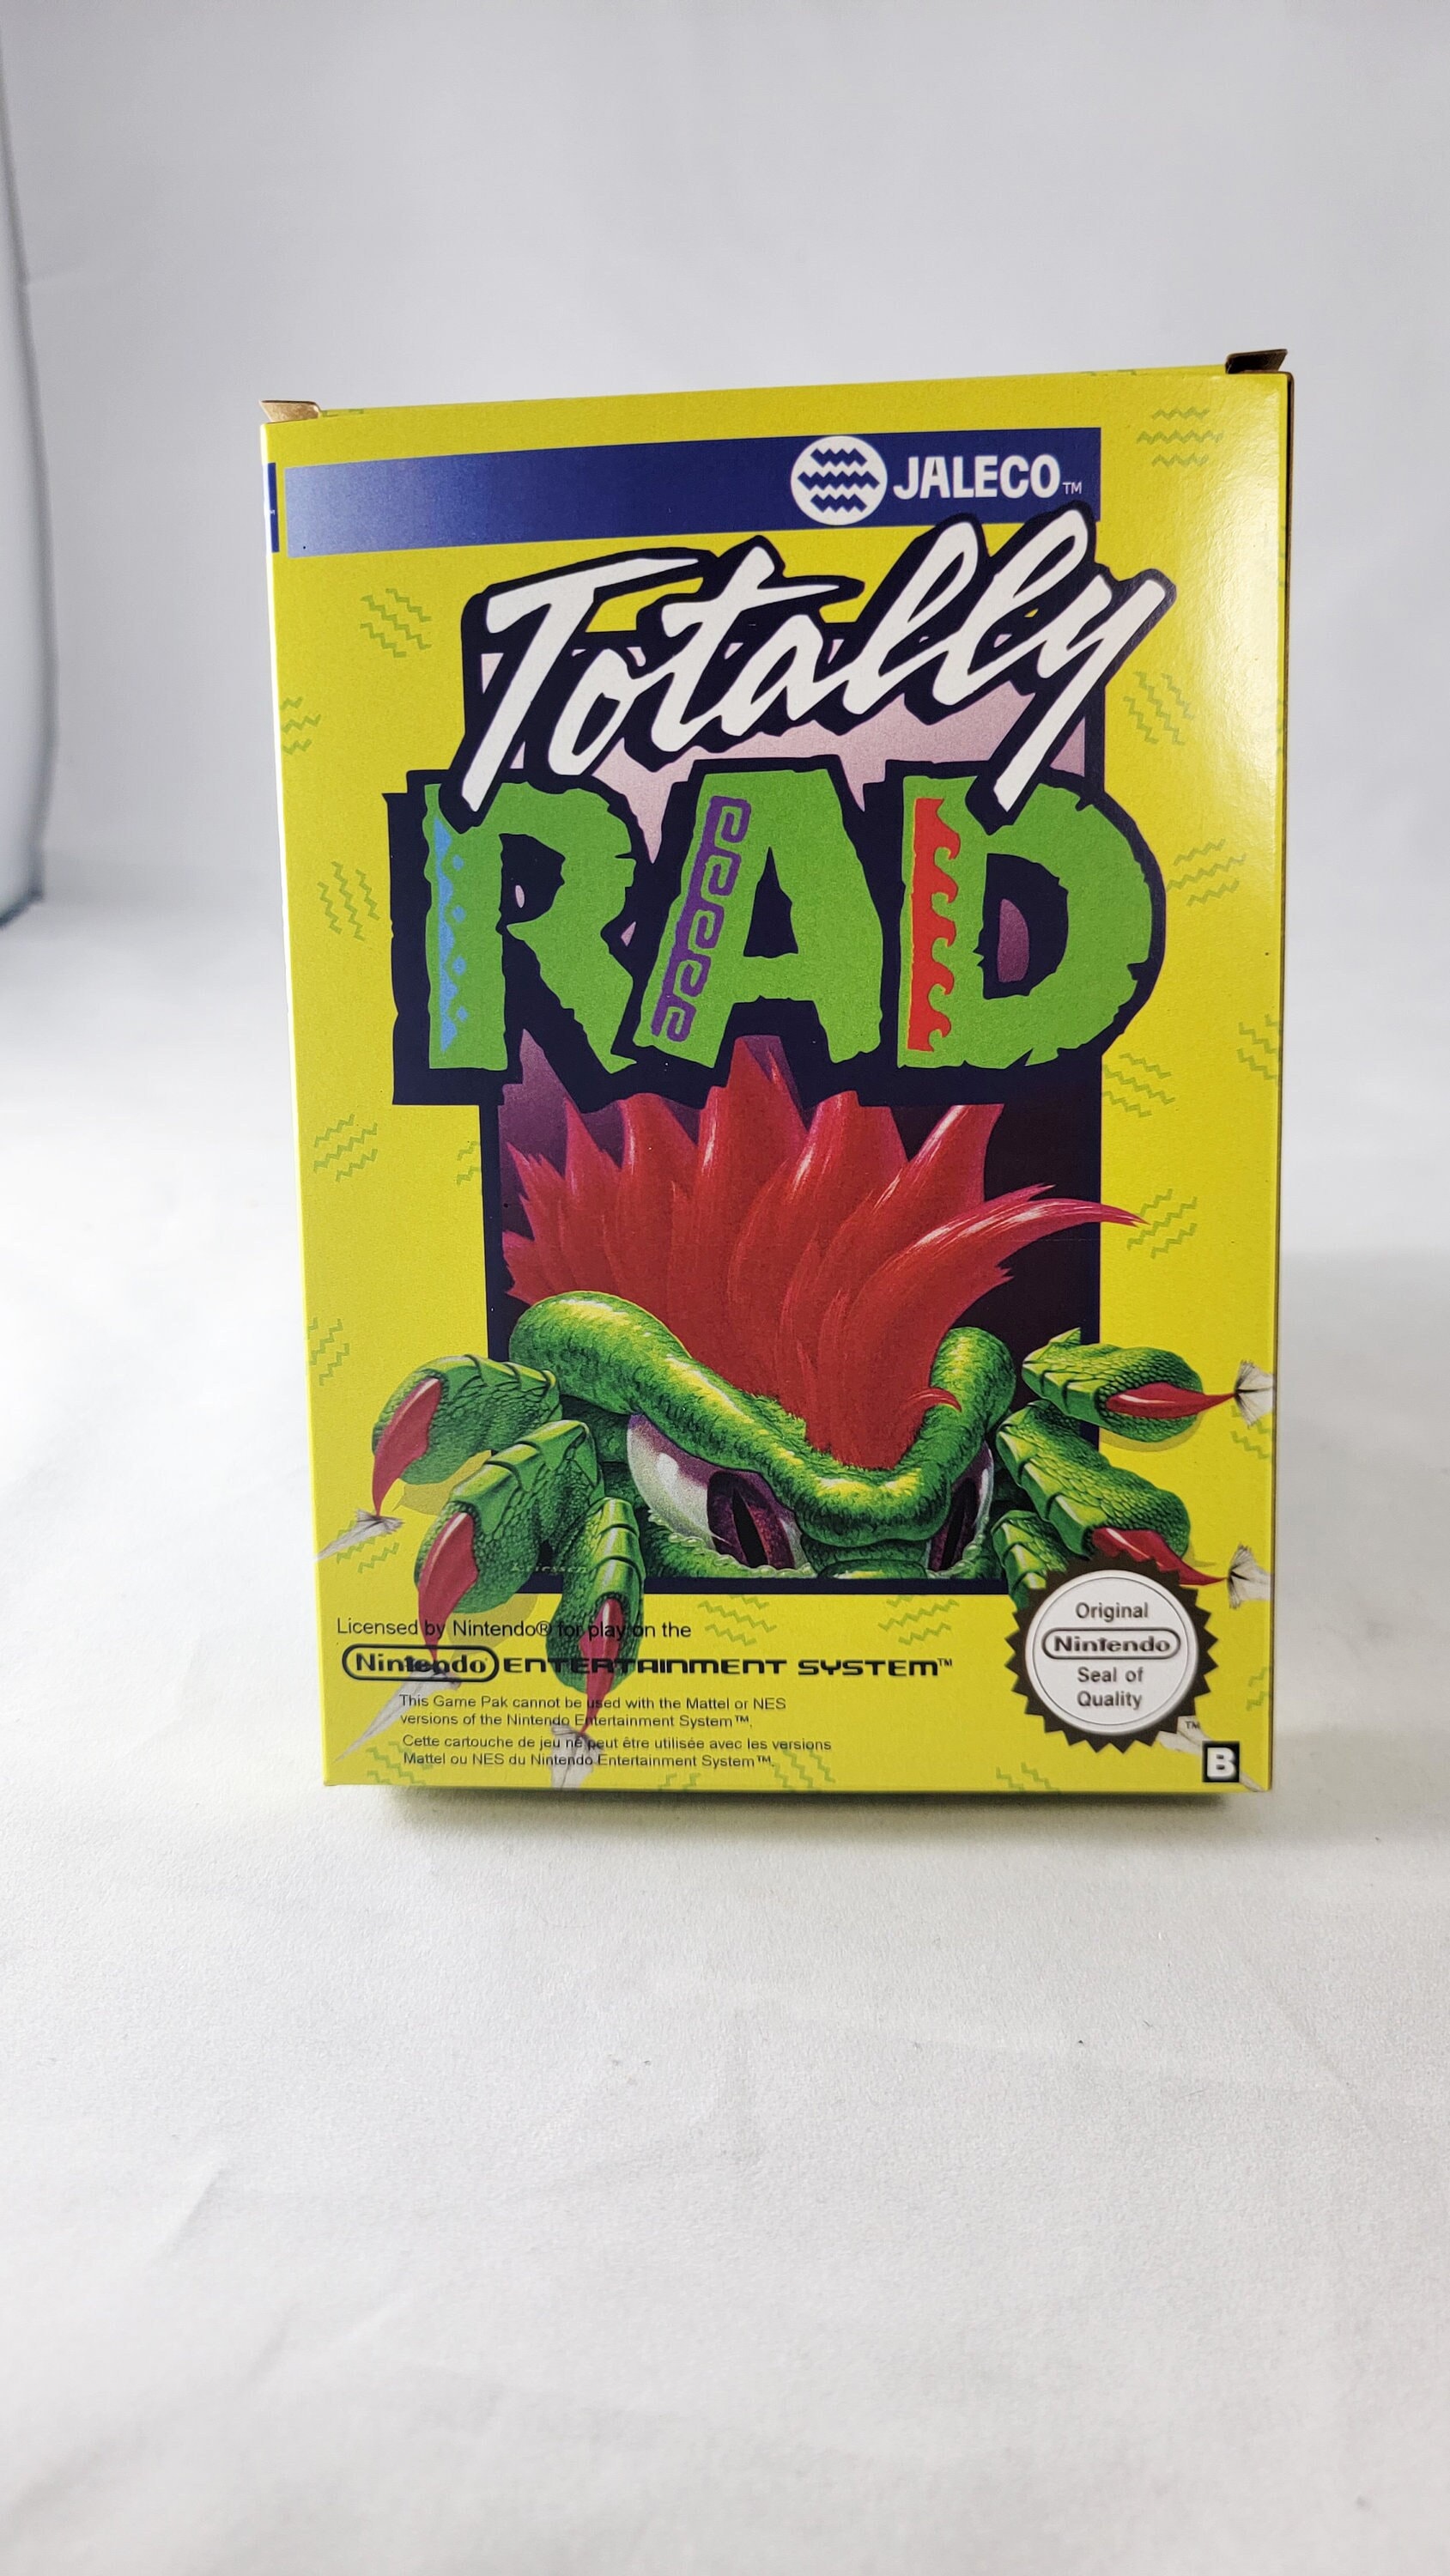 JALECO™
Totally
RAD
Licensed by Nintendo® for play on the
Nintendo ENTERTAINMENT SYSTEM™
This Game Pak cannot be used with the Mattel or NES
versions of the Nintendo Entertainment System™.
Cette cartouche de jeu ne peut être utilisée avec les versions
Mattel ou NES du Nintendo Entertainment System™.
Original
Nintendo
Seal of
Quality
TM
B